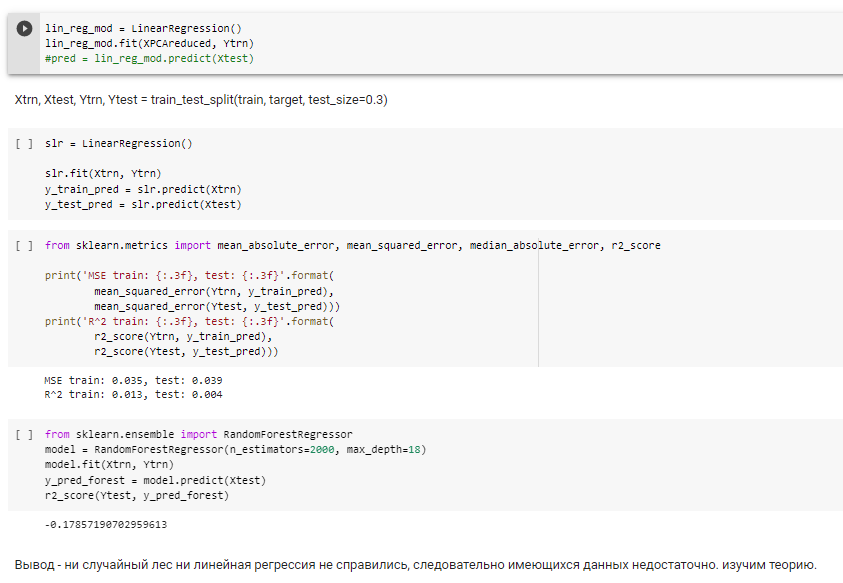 lin_reg_mod = LinearRegression()
lin_reg_mod.fit(XPCAreduced, Ytrn)
#pred = lin_reg_mod.predict(Xtest)
Xtrn, Xtest, Ytrn, Ytest = train_test_split(train, target, test_size=0.3)
[ ] slr = LinearRegression()
slr.fit(Xtrn, Ytrn)
y_train_pred = slr.predict(Xtrn)
y_test_pred = slr.predict(Xtest)
[ ] from sklearn.metrics import mean_absolute_error, mean_squared_error, median_absolute_error, r2_score
print('MSE train: {:.3f}, test: {:.3f}'.format(
mean_squared_error(Ytrn, y_train_pred),
mean_squared_error(Ytest, y_test_pred)))
print('R^2 train: {:.3f}, test: {:.3f}'.format(
r2_score(Ytrn, y_train_pred),
r2_score(Ytest, y_test_pred)))
MSE train: 0.035, test: 0.039
R^2 train: 0.013, test: 0.004
[ ] from sklearn.ensemble import RandomForestRegressor
model = RandomForestRegressor(n_estimators=2000, max_depth=18)
model.fit(Xtrn, Ytrn)
y_pred_forest = model.predict(Xtest)
r2_score(Ytest, y_pred_forest)
-0.17857190702959613
Вывод - ни случайный лес ни линейная регрессия не справились, следовательно имеющихся данных недостаточно. изучим теорию.